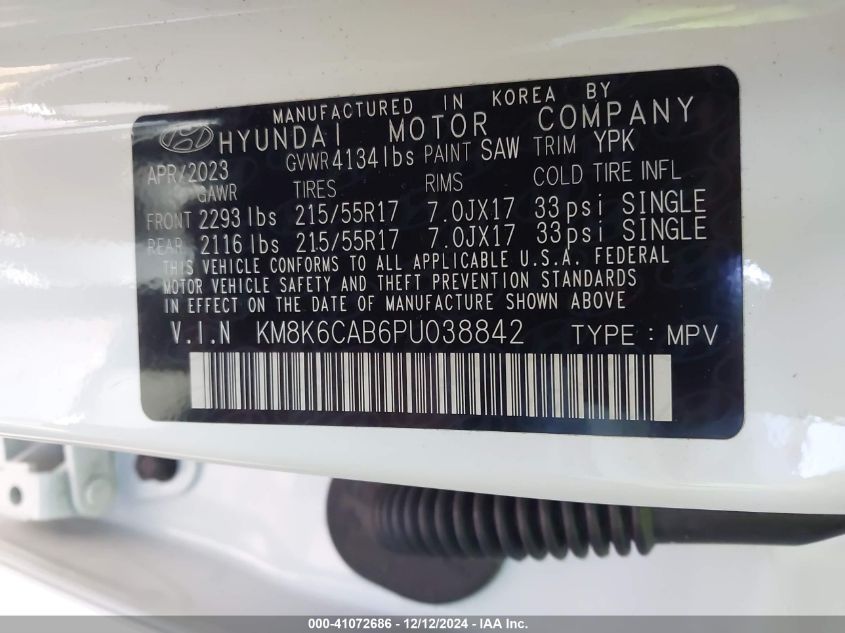 MANUFACTURED IN KOREA BY
HYUNDAI MOTOR COMPANY
APR/2023 GVWR 4134 lbs PAINT SAW TRIM YPK
GAWR TIRES RIMS COLD TIRE INFL
FRONT 2293 lbs 215/55R17 7.0JX17 33 psi SINGLE
REAR 2116 lbs 215/55R17 7.0JX17 33 psi SINGLE
THIS VEHICLE CONFORMS TO ALL APPLICABLE U.S.A. FEDERAL
MOTOR VEHICLE SAFETY AND THEFT PREVENTION STANDARDS
IN EFFECT ON THE DATE OF MANUFACTURE SHOWN ABOVE
V.I.N KM8K6CAB6PU038842 TYPE : MPV
000-41072686 - 12/12/2024 - IAA Inc.